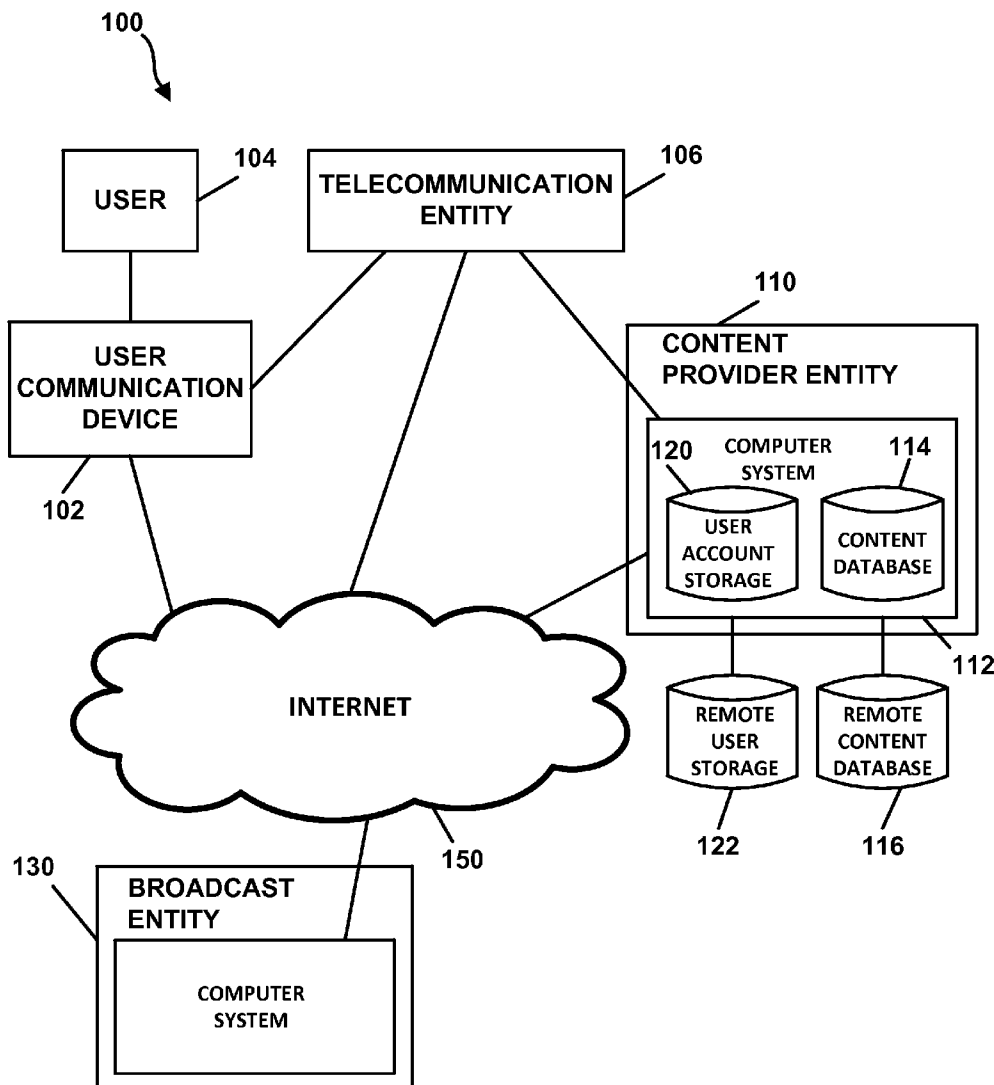 100
104
USER
TELECOMMUNICATION
ENTITY
106
110
USER
COMMUNICATION
DEVICE
102
CONTENT
PROVIDER ENTITY
COMPUTER
SYSTEM
120
114
USER
ACCOUNT
STORAGE
CONTENT
DATABASE
112
REMOTE
USER
STORAGE
REMOTE
CONTENT
DATABASE
122
116
INTERNET
150
130
BROADCAST
ENTITY
COMPUTER
SYSTEM